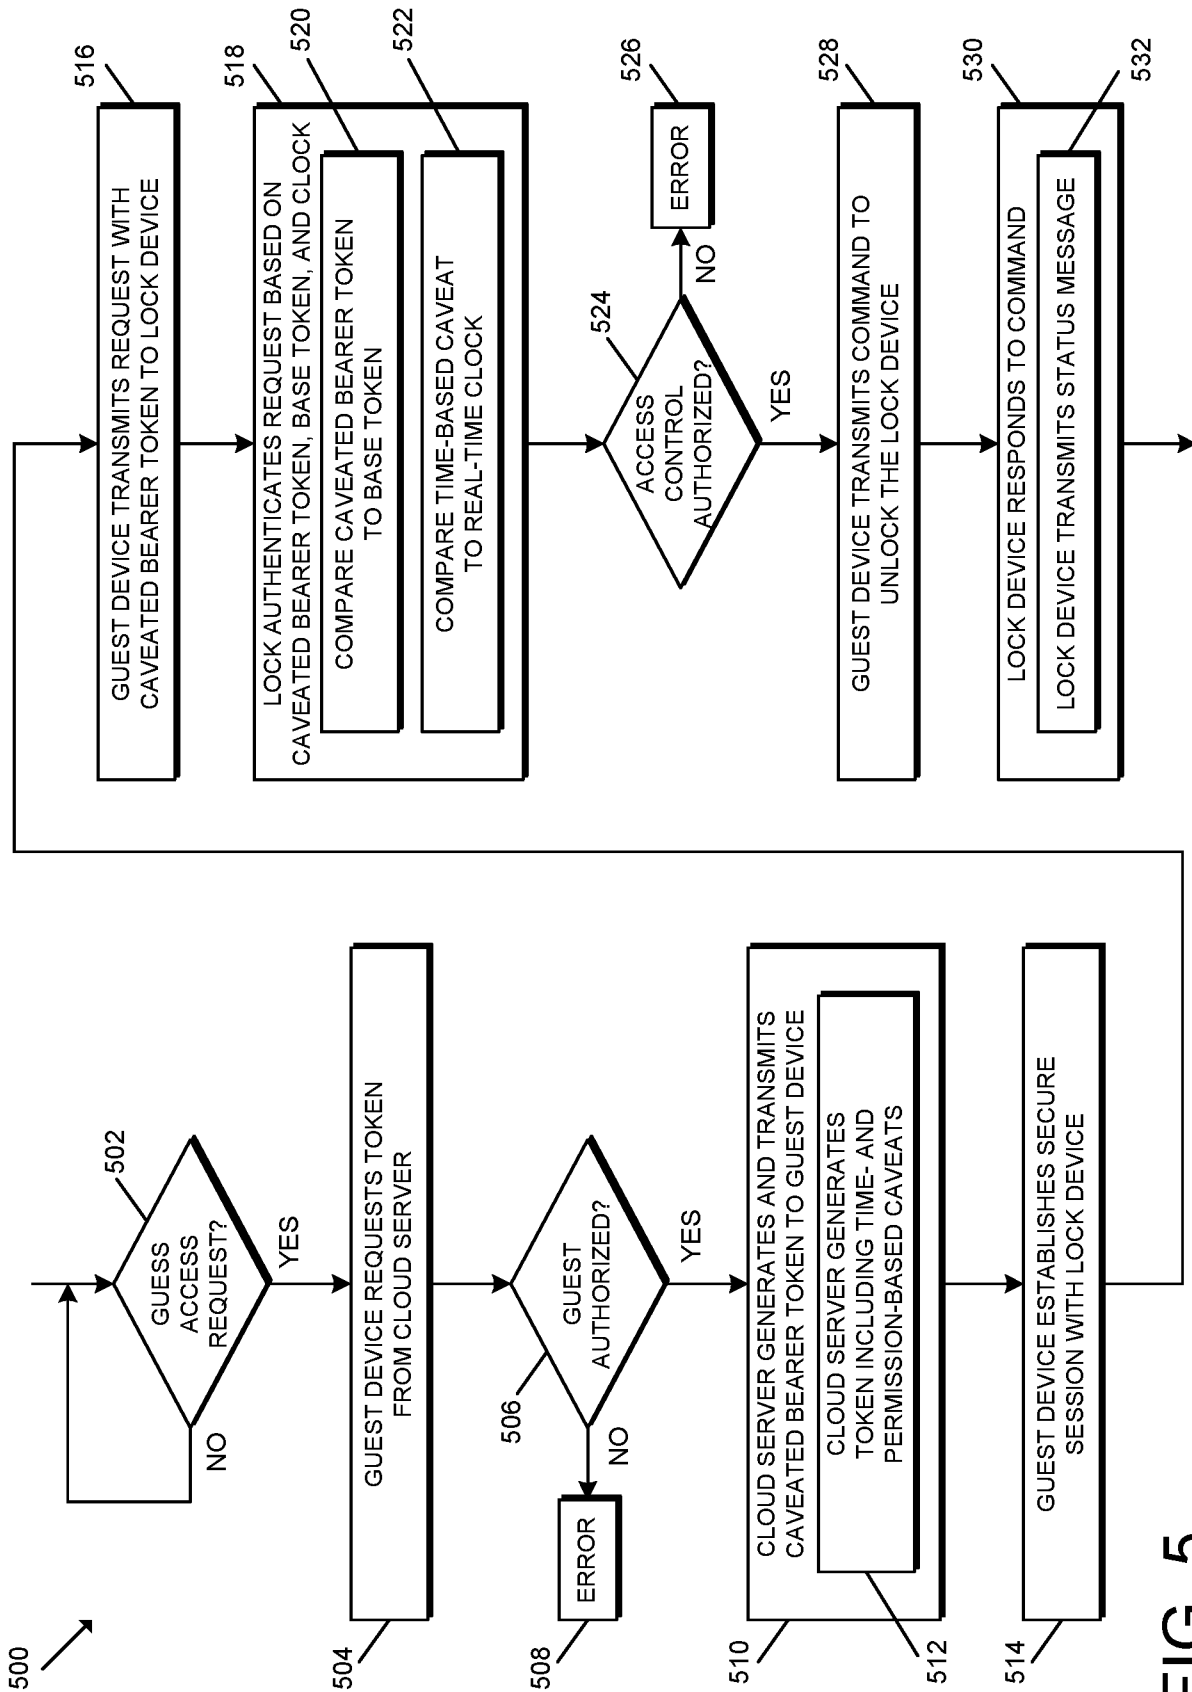 500
502
GUESS
ACCESS
REQUEST?
NO
YES
504
GUEST DEVICE REQUESTS TOKEN
FROM CLOUD SERVER
506
GUEST
AUTHORIZED?
NO
YES
508
ERROR
510
CLOUD SERVER GENERATES AND TRANSMITS
CAVEATED BEARER TOKEN TO GUEST DEVICE
512
CLOUD SERVER GENERATES
TOKEN INCLUDING TIME- AND
PERMISSION-BASED CAVEATS
514
GUEST DEVICE ESTABLISHES SECURE
SESSION WITH LOCK DEVICE
516
GUEST DEVICE TRANSMITS REQUEST WITH
CAVEATED BEARER TOKEN TO LOCK DEVICE
518
LOCK AUTHENTICATES REQUEST BASED ON
CAVEATED BEARER TOKEN, BASE TOKEN, AND CLOCK
520
COMPARE CAVEATED BEARER TOKEN
TO BASE TOKEN
522
COMPARE TIME-BASED CAVEAT
TO REAL-TIME CLOCK
524
ACCESS
CONTROL
AUTHORIZED?
NO
YES
526
ERROR
528
GUEST DEVICE TRANSMITS COMMAND TO
UNLOCK THE LOCK DEVICE
530
LOCK DEVICE RESPONDS TO COMMAND
532
LOCK DEVICE TRANSMITS STATUS MESSAGE
FIG. 5